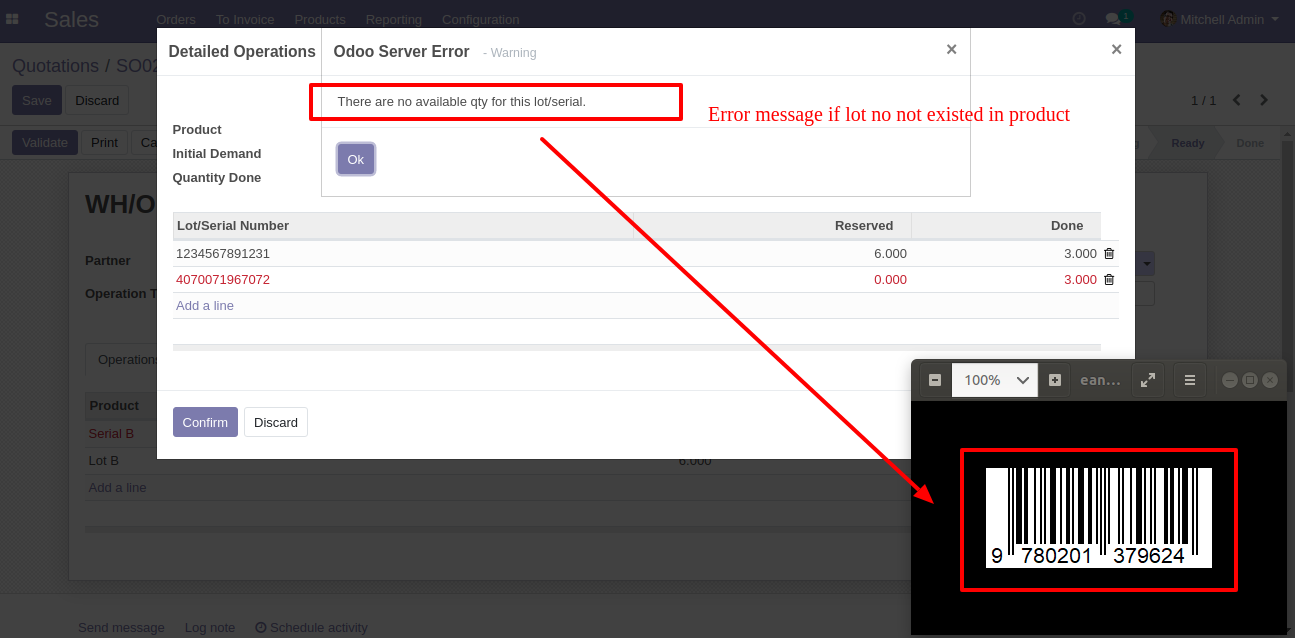 Sales Orders To Invoice Products Reporting Configuration 1 Mitchell Admin
Quotations / SO02
Save Discard
1 / 1
Validate Print Ca
Ready Done
Detailed Operations
Odoo Server Error - Warning
×
×
There are no available qty for this lot/serial.
Error message if lot no not existed in product
Ok
Product
Initial Demand
Quantity Done
WH/O
Partner
Operation T
Lot/Serial Number Reserved Done
1234567891231 6.000 3.000
4070071967072 0.000 3.000
Add a line
Operations
Product
Serial B
Lot B 6.000
Add a line
Confirm Discard
100% ean...
9 780201 379624
Send message Log note Schedule activity